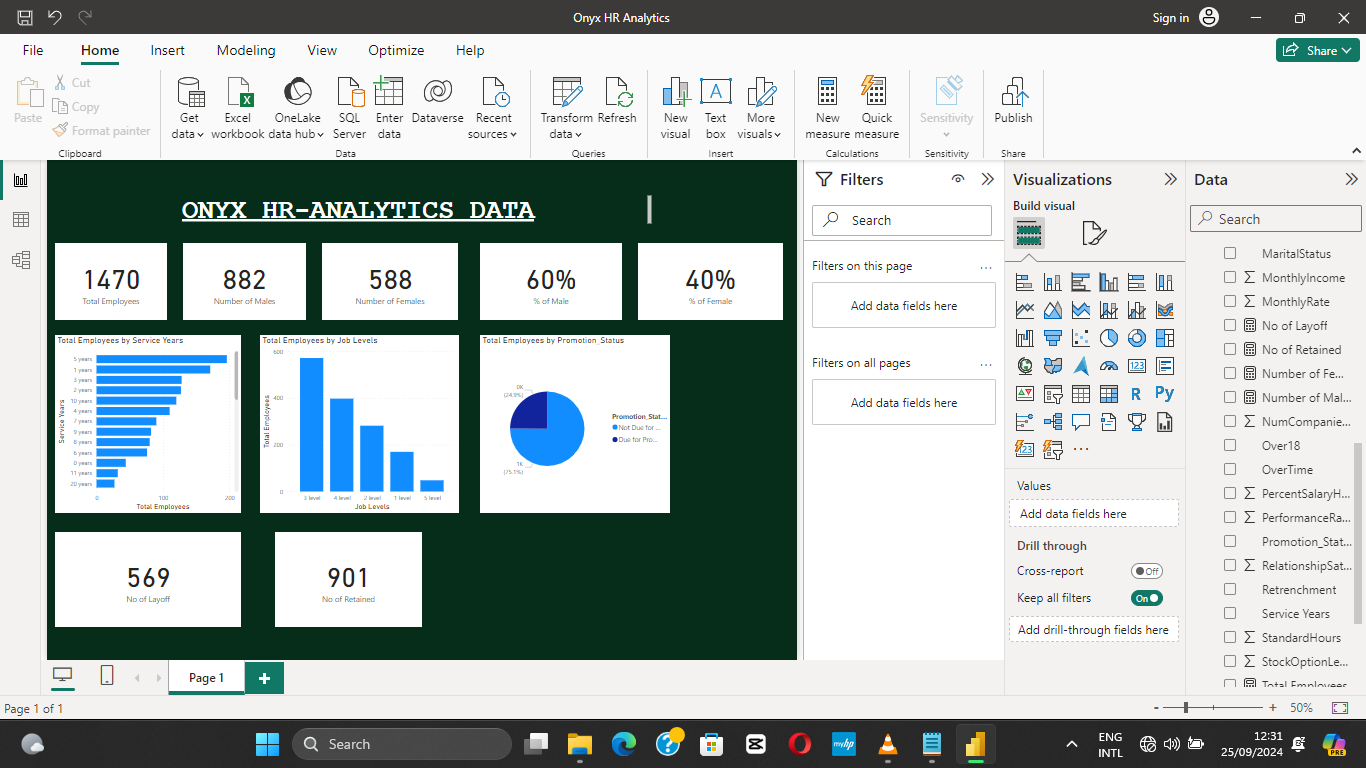 Onyx HR Analytics
Sign in
File Home Insert Modeling View Optimize Help
Share
Paste
Cut
Copy
Format painter
Clipboard
Get data
Excel workbook
OneLake data hub
SQL Server
Enter data
Dataverse
Recent sources
Data
Transform data
Refresh
Queries
New visual
Text box
More visuals
Insert
New measure
Quick measure
Calculations
Sensitivity
Sensitivity
Publish
Share
ONYX HR-ANALYTICS DATA
1470
Total Employees
882
Number of Males
588
Number of Females
60%
% of Male
40%
% of Female
Total Employees by Service Years
Service Years
5 years
1 years
3 years
2 years
10 years
4 years
7 years
9 years
8 years
6 years
0 years
11 years
20 years
0 100 200
Total Employees
Total Employees by Job Levels
Total Employees
600
400
200
0
3 level 4 level 2 level 1 level 5 level
Job Levels
Total Employees by Promotion_Status
0K
(24.9%)
1K
(75.1%)
Promotion_Stat...
Not Due for ...
Due for Pro...
569
No of Layoff
901
No of Retained
Filters
Search
Filters on this page ...
Add data fields here
Filters on all pages ...
Add data fields here
Visualizations
Build visual
123
R
Py
123
...
Values
Add data fields here
Drill through
Cross-report Off
Keep all filters On
Add drill-through fields here
Data
Search
MaritalStatus
MonthlyIncome
MonthlyRate
No of Layoff
No of Retained
Number of Fe...
Number of Mal...
NumCompanie...
Over18
OverTime
PercentSalaryH...
PerformanceRa...
Promotion_Stat...
RelationshipSat...
Retrenchment
Service Years
StandardHours
StockOptionLe...
Total Employees
Page 1
Page 1 of 1
- + 50%
Search
myhp
ENG
INTL
12:31
25/09/2024
PRE